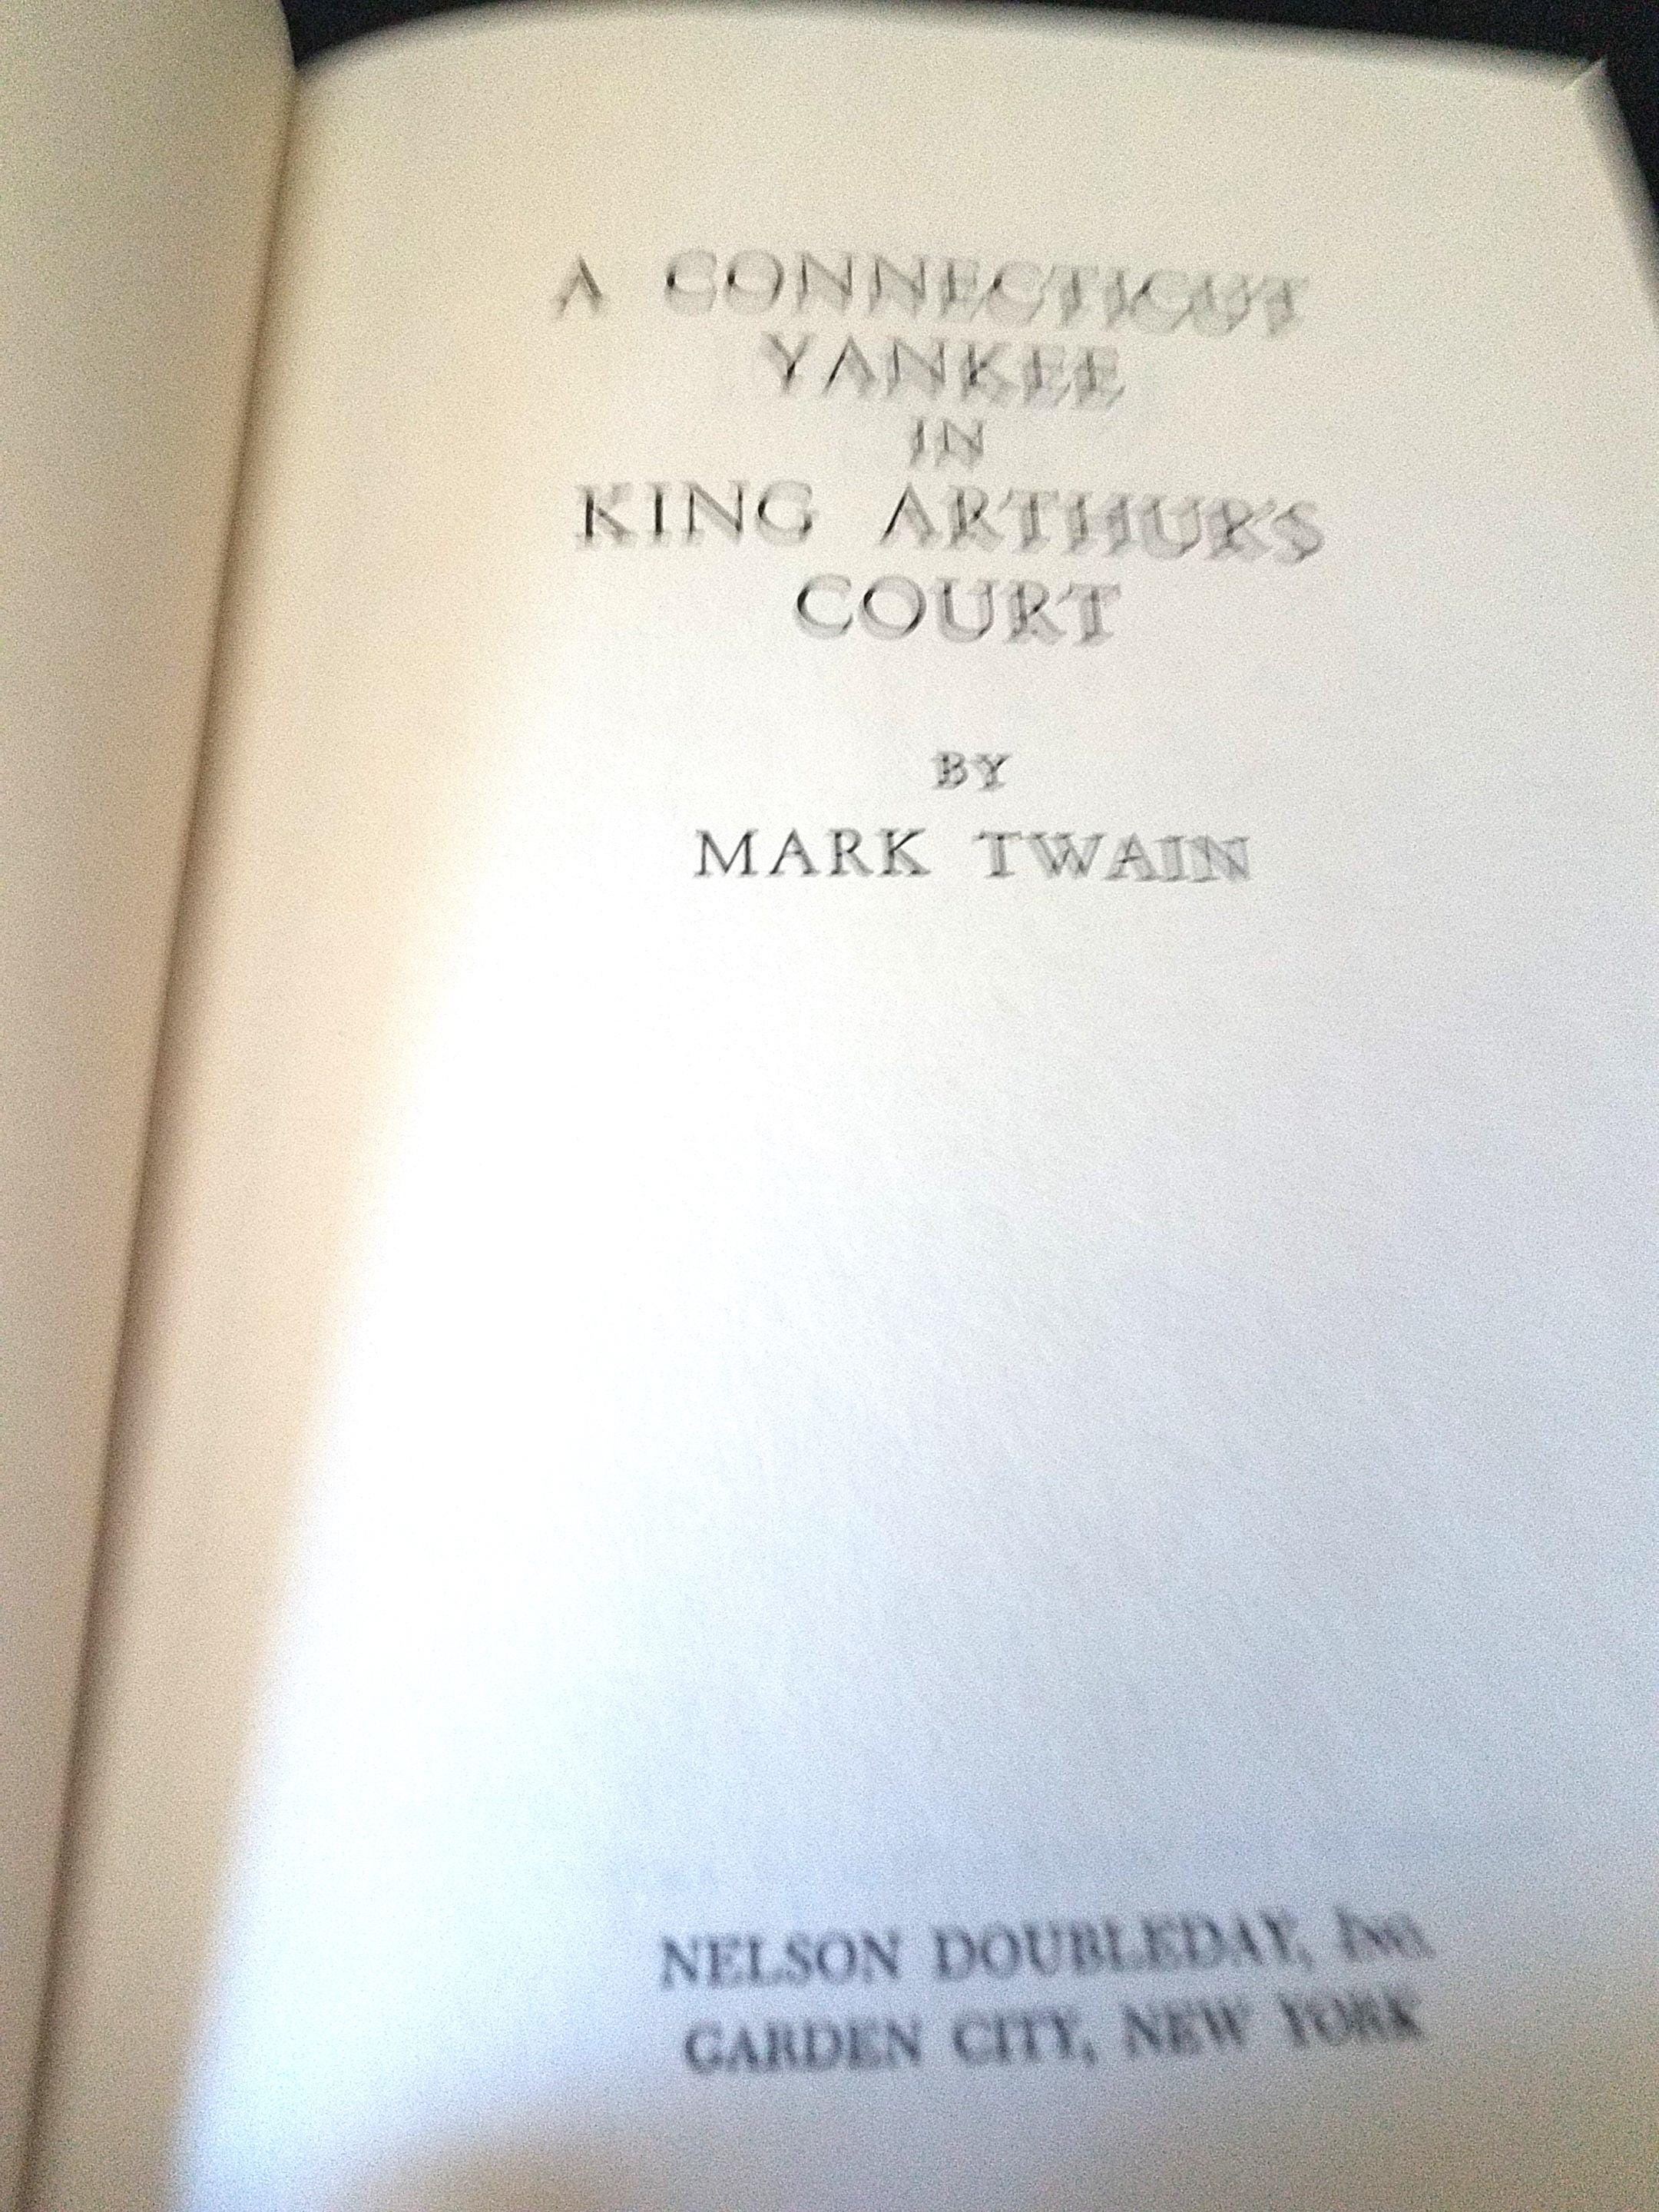 A CONNECTICUT
YANKEE
IN
KING ARTHUR'S
COURT
BY
MARK TWAIN
NELSON DOUBLEDAY, INC.
GARDEN CITY, NEW YORK